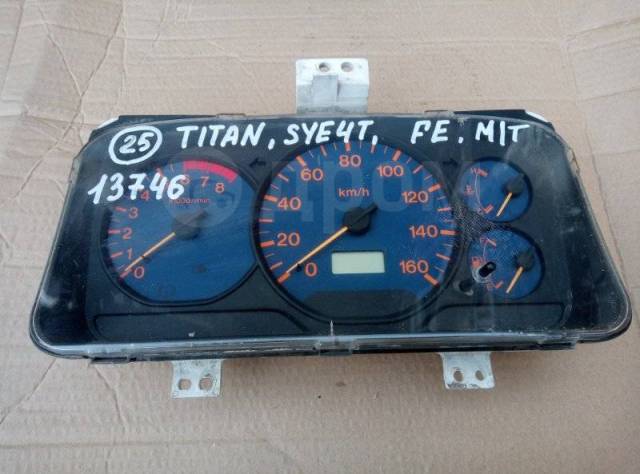 25 TITAN, SYE4T, FE. M/T
13746
0 1 2 3 4 6 7 8
x1000r/min
0 20 40 60 80 100 120 140 160
km/h
H
E